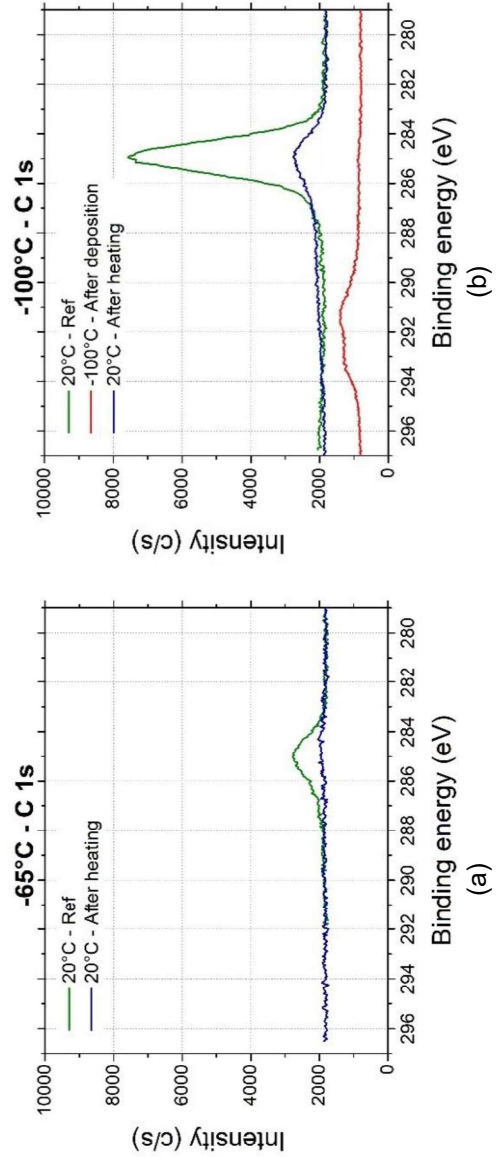 -65°C - C 1s
20°C - Ref
20°C - After heating
Intensity (c/s)
10000
8000
6000
4000
2000
0
296 294 292 290 288 286 284 282 280
Binding energy (eV)
(a)
-100°C - C 1s
20°C - Ref
-100°C - After deposition
20°C - After heating
Intensity (c/s)
10000
8000
6000
4000
2000
0
296 294 292 290 288 286 284 282 280
Binding energy (eV)
(b)